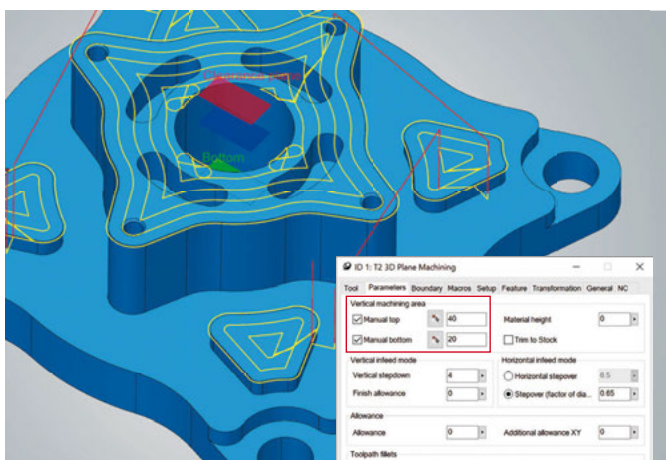 Clearance plane
Bottom
ID 1: T2 3D Plane Machining
Tool Parameters Boundary Macros Setup Feature Transformation General NC
Vertical machining area
Manual top 40 Material height 0
Manual bottom 20 Trim to Stock
Vertical infeed mode Horizontal infeed mode
Vertical stepdown 4 Horizontal stepover 6.5
Finish allowance 0 Stepover (factor of dia... 0.65
Allowance
Allowance 0 Additional allowance XY 0
Toolpath fillets